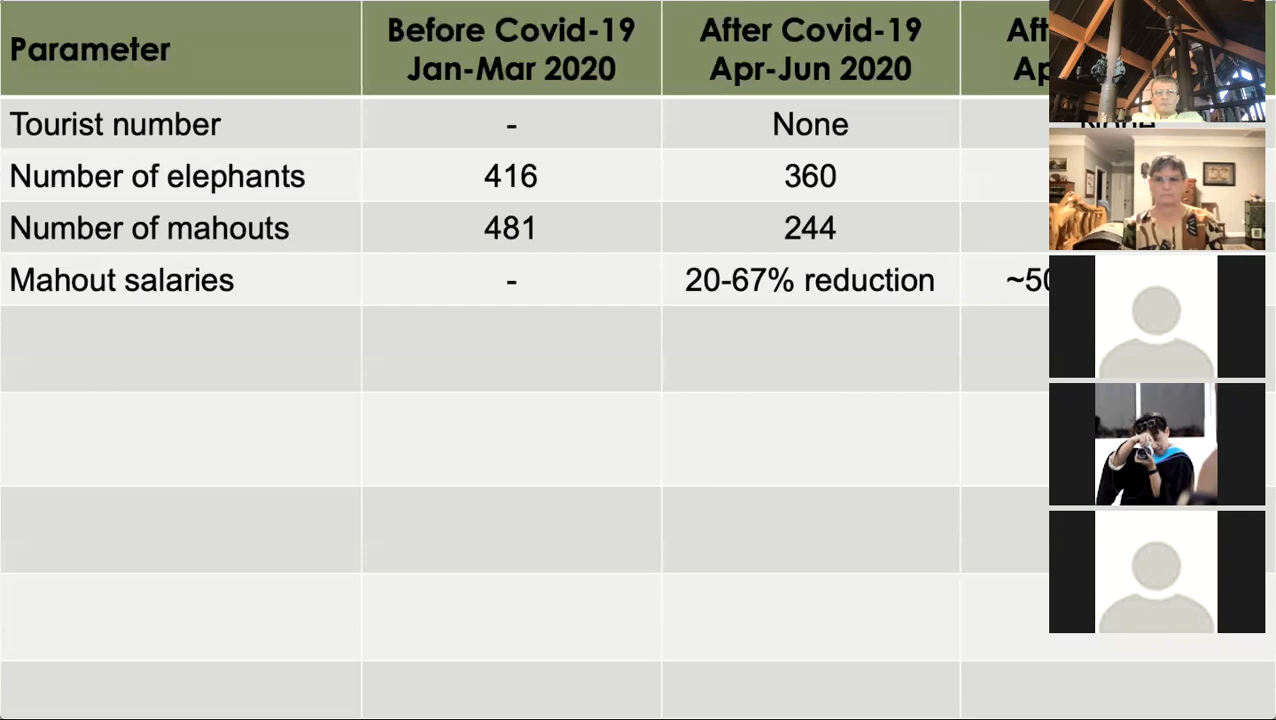 Parameter
Before Covid-19
Jan-Mar 2020
After Covid-19
Apr-Jun 2020
Tourist number
-
None
None
Number of elephants
416
360
Number of mahouts
481
244
Mahout salaries
-
20-67% reduction